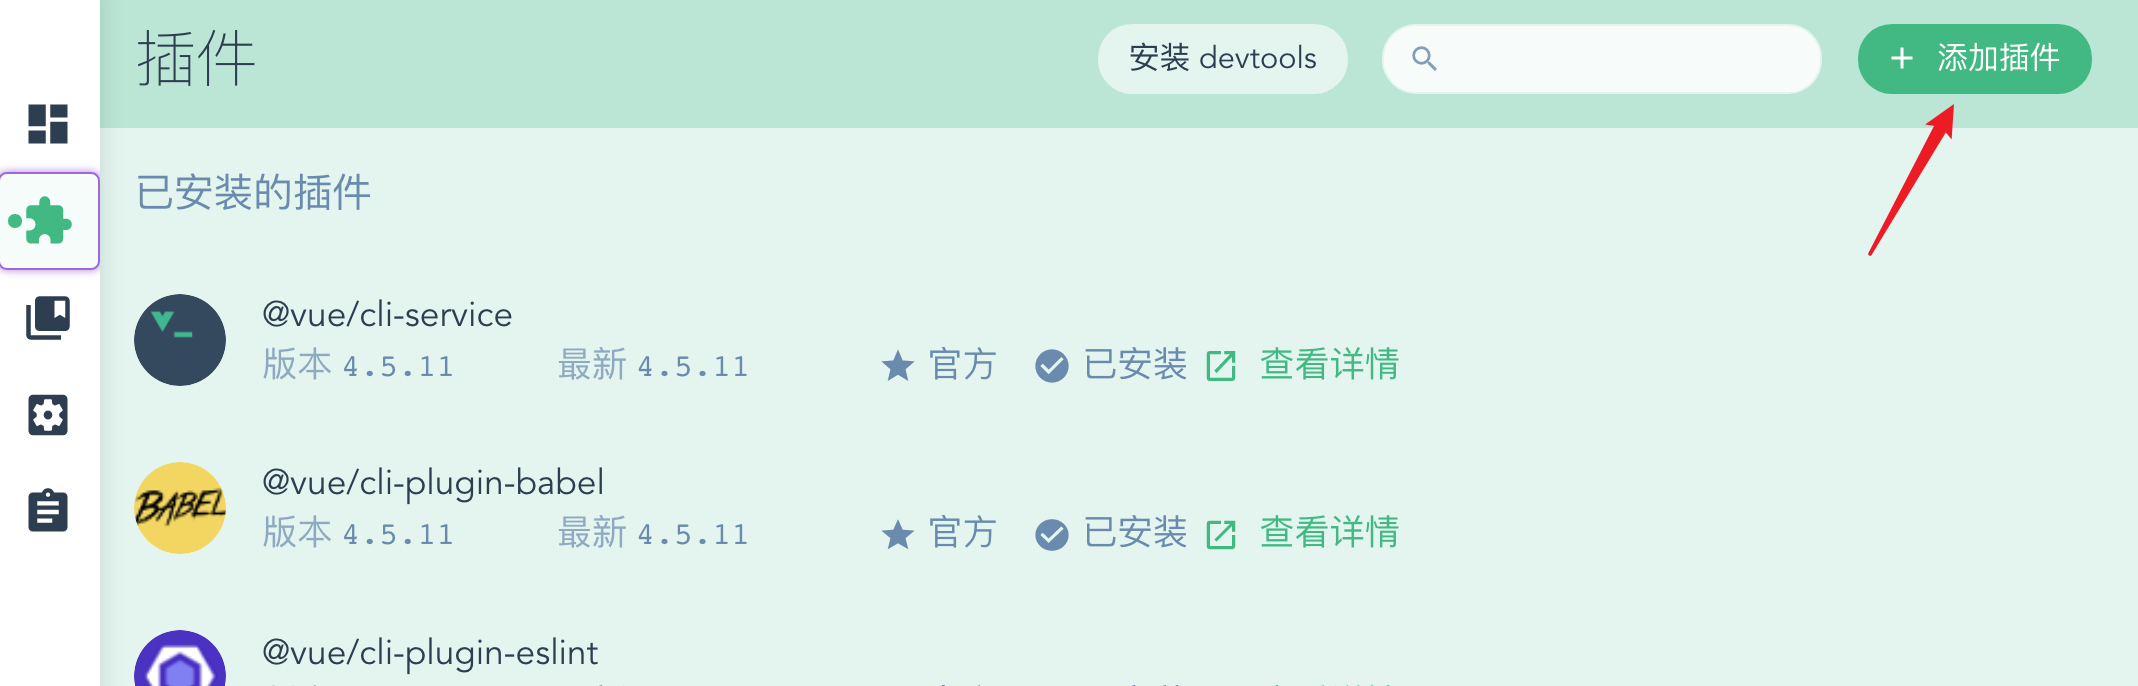 插件
安装 devtools
添加插件
已安装的插件
@vue/cli-service
版本 4.5.11 最新 4.5.11 官方 已安装 查看详情
BABEL
@vue/cli-plugin-babel
版本 4.5.11 最新 4.5.11 官方 已安装 查看详情
@vue/cli-plugin-eslint